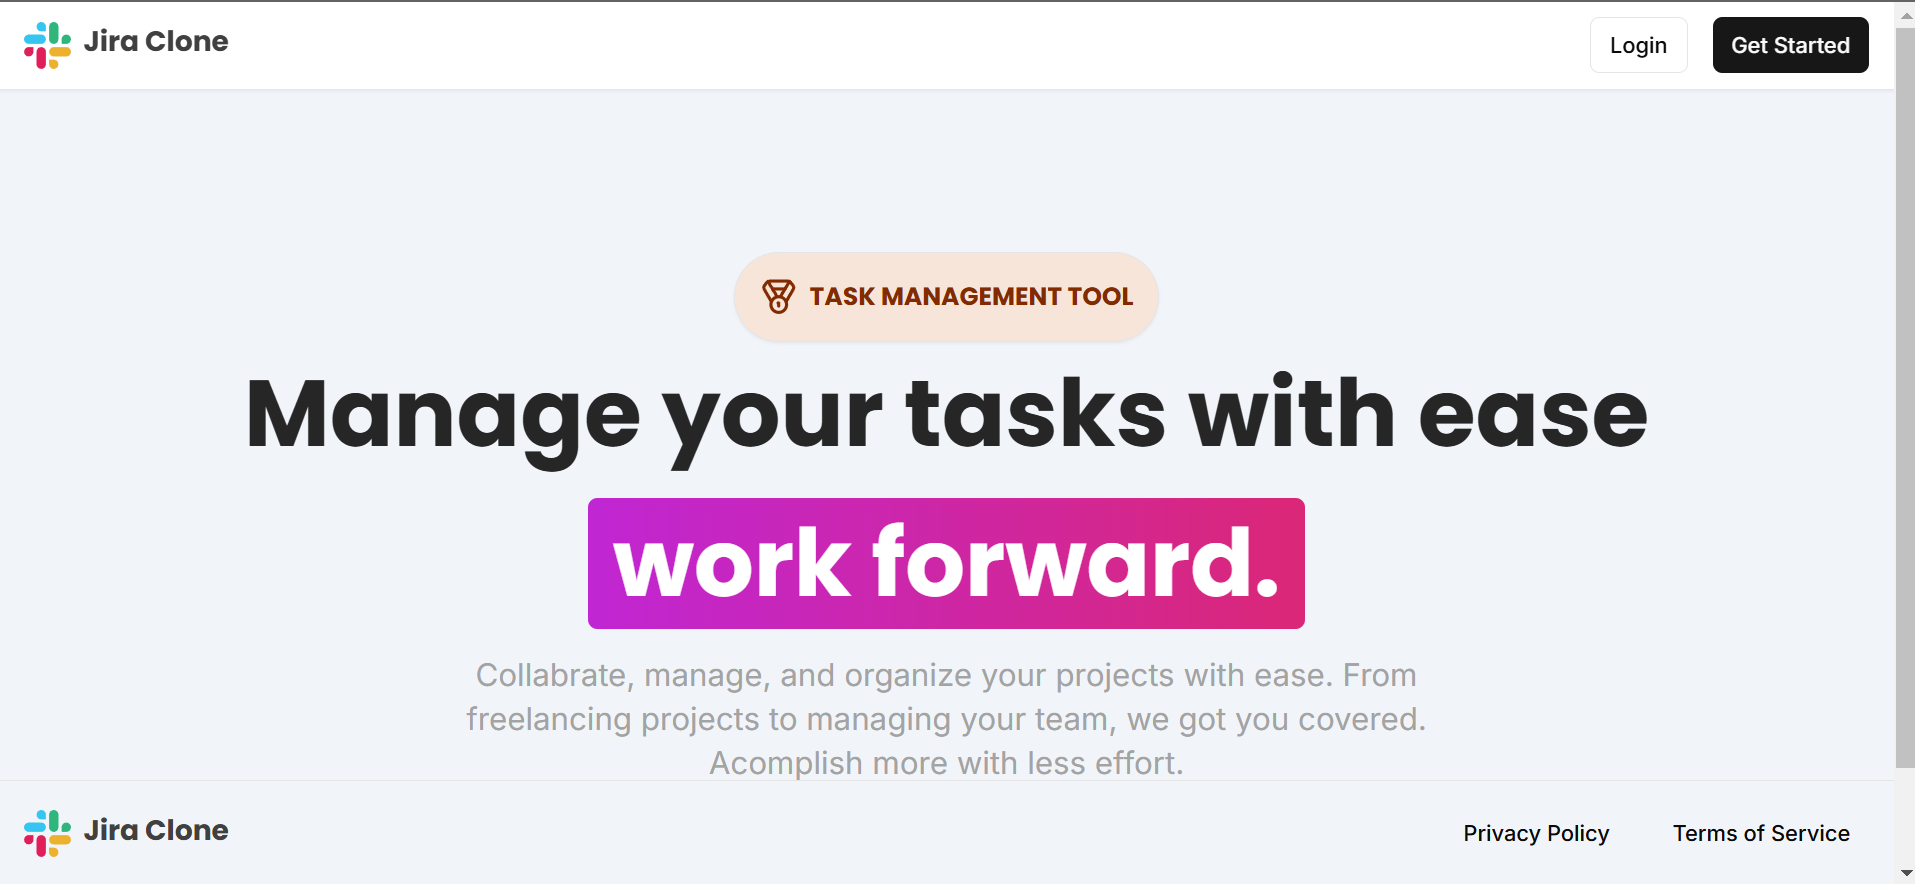 Jira Clone
Login
Get Started
TASK MANAGEMENT TOOL
Manage your tasks with ease
work forward.
Collabrate, manage, and organize your projects with ease. From
freelancing projects to managing your team, we got you covered.
Acomplish more with less effort.
Jira Clone
Privacy Policy
Terms of Service